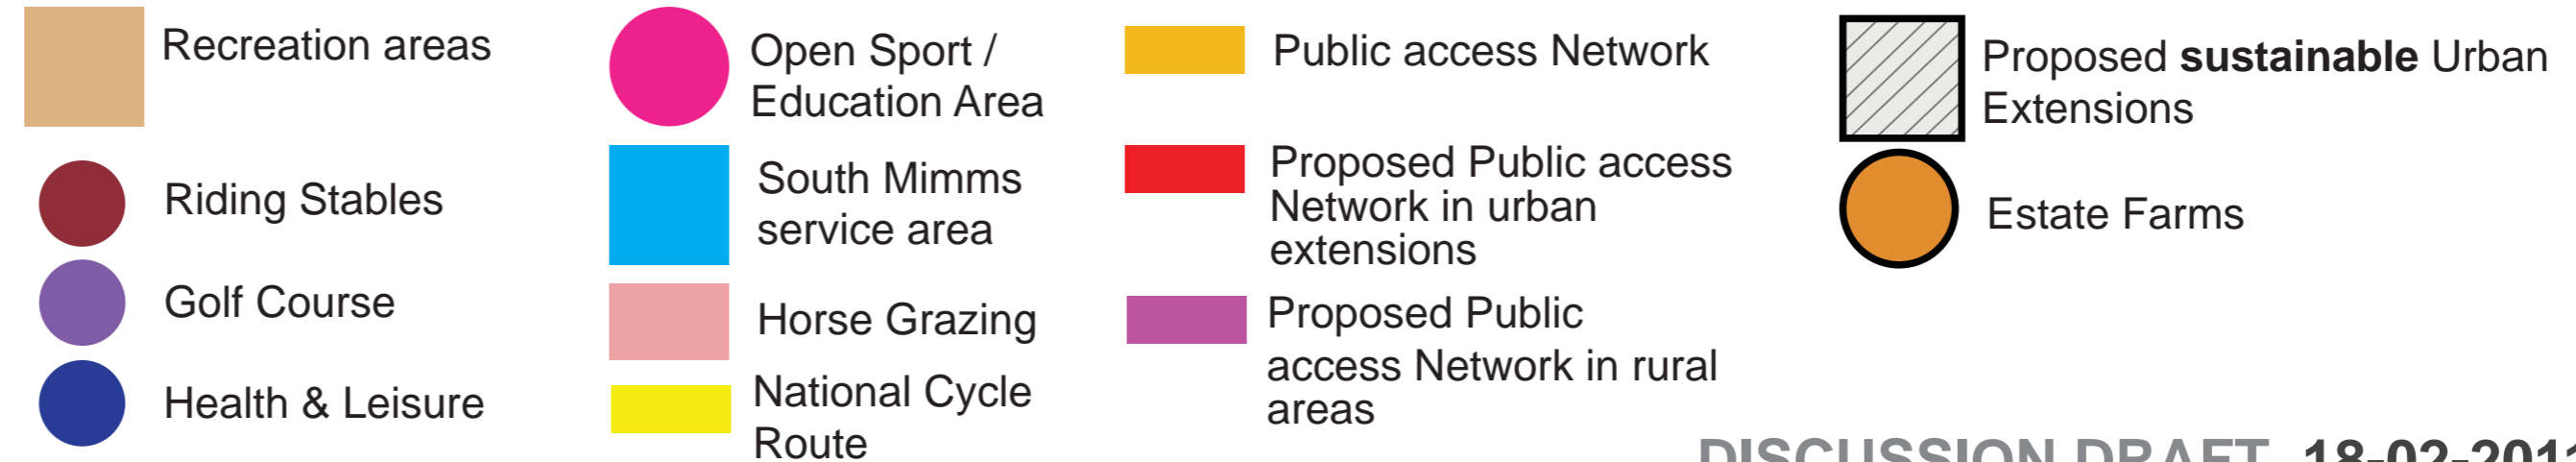 Recreation areas
Riding Stables
Golf Course
Health & Leisure
Open Sport /
Education Area
South Mimms
service area
Horse Grazing
National Cycle
Route
Public access Network
Proposed Public access
Network in urban
extensions
Proposed Public
access Network in rural
areas
Proposed sustainable Urban
Extensions
Estate Farms
DISCUSSION DRAFT